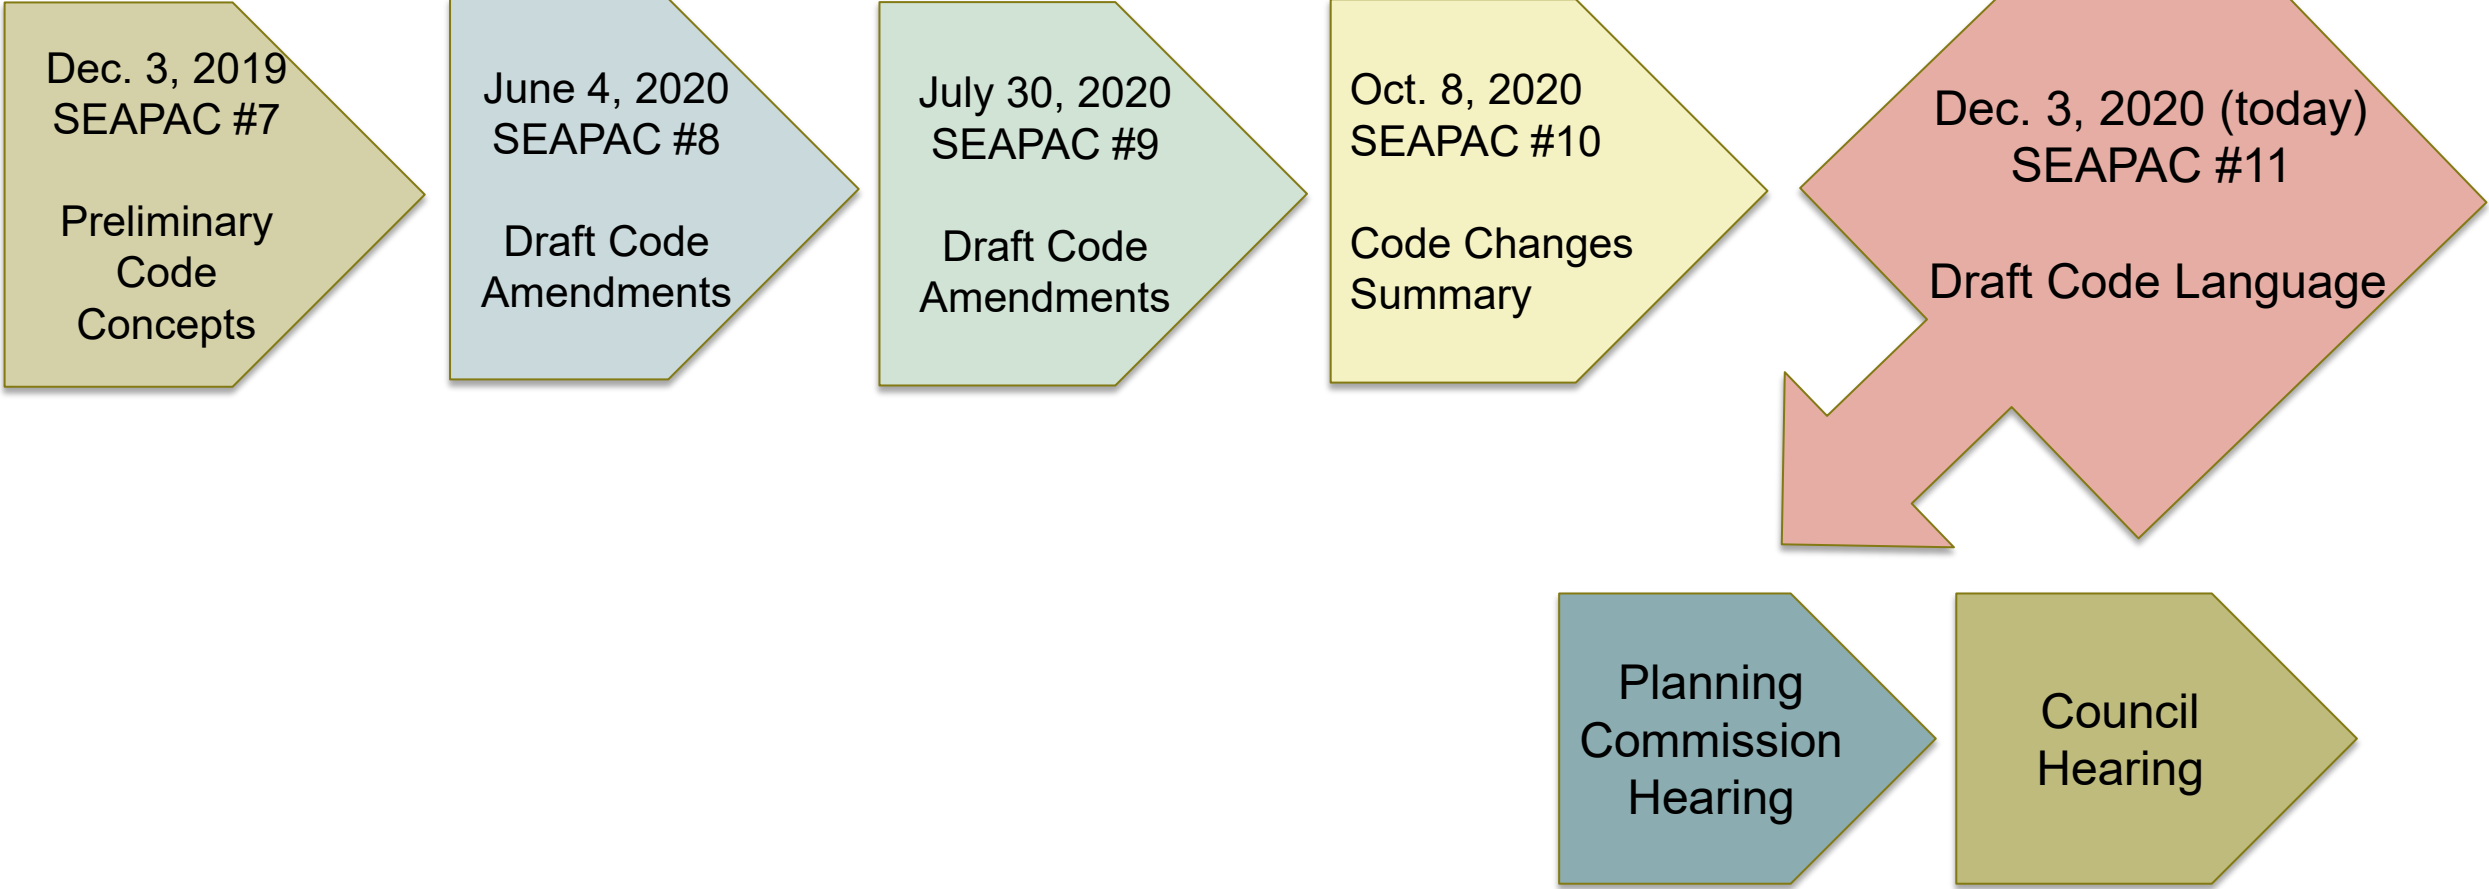 Dec. 3, 2019
SEAPAC #7
Preliminary
Code
Concepts
June 4, 2020
SEAPAC #8
Draft Code
Amendments
July 30, 2020
SEAPAC #9
Draft Code
Amendments
Oct. 8, 2020
SEAPAC #10
Code Changes
Summary
Dec. 3, 2020 (today)
SEAPAC #11
Draft Code Language
Planning
Commission
Hearing
Council
Hearing